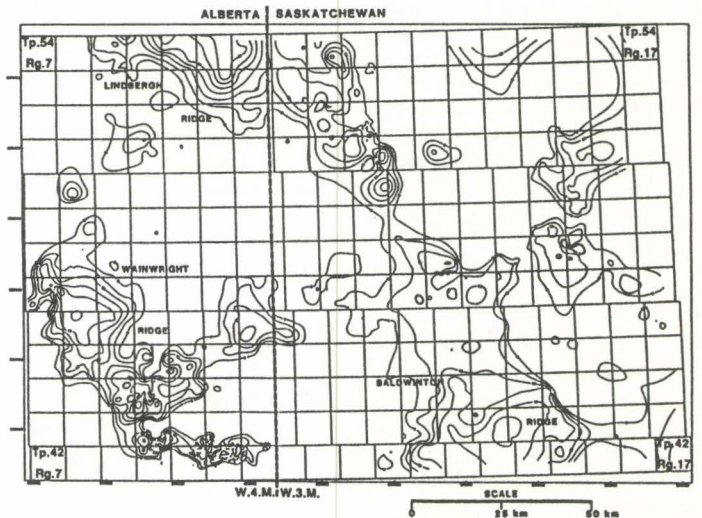 ALBERTA SASKATCHEWAN
Tp.54
Rg.7
Tp.54
Rg.17
LINDBERGH
RIDGE
WAINWRIGHT
RIDGE
BALDWINTON
RIDGE
Tp.42
Rg.7
Tp.42
Rg.17
W.4.M. W.3.M.
SCALE
0 25 km 50 km